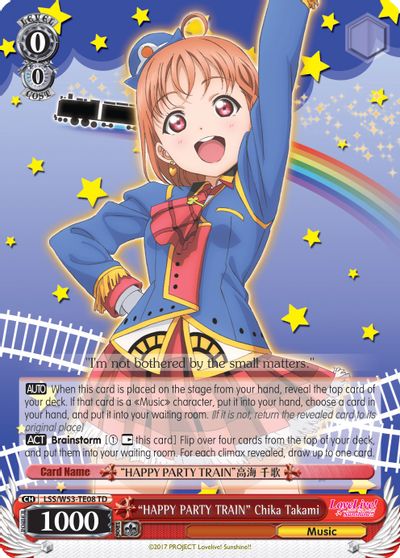 LEVEL
0
0
COST
"I'm not bothered by the small matters."
AUTO When this card is placed on the stage from your hand, reveal the top card of
your deck. If that card is a «Music» character, put it into your hand, choose a card in
your hand, and put it into your waiting room. (If it is not, return the revealed card to its
original place)
ACT Brainstorm [① this card] Flip over four cards from the top of your deck,
and put them into your waiting room. For each climax revealed, draw up to one card.
Card Name "HAPPY PARTY TRAIN"高海 千歌
CH LSS/W53-TE08 TD "HAPPY PARTY TRAIN" Chika Takami
POWER 1000 Music
LoveLive!
Sunshine!!
©2017 PROJECT Lovelive! Sunshine!!